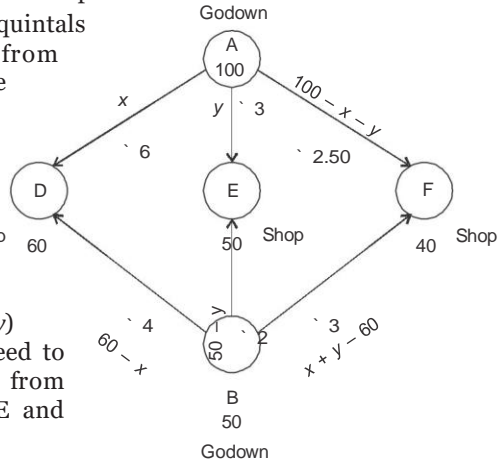 Godown
quintals
from
A
100
x
y
` 3
100 – x – y
` 6
` 2.50
D
E
F
60
50
Shop
40
Shop
y)
` 4
50 – y
` 2
` 3
60 – x
x + y – 60
eed to
from
E and
B
50
Godown